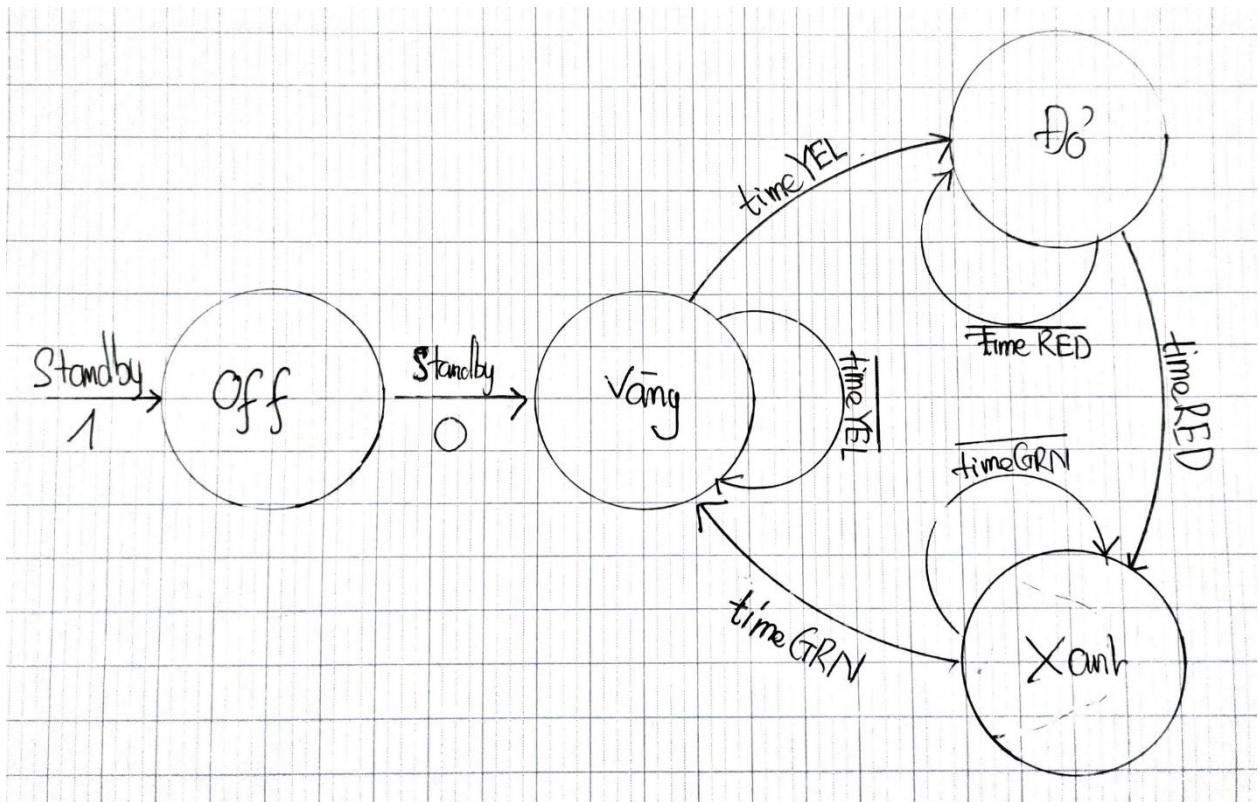 Đỏ
timeYEL
Standby
1
Off
Standby
0
Vàng
timeYEL
timeRED
timeRED
timeGRN
timeGRN
Xanh